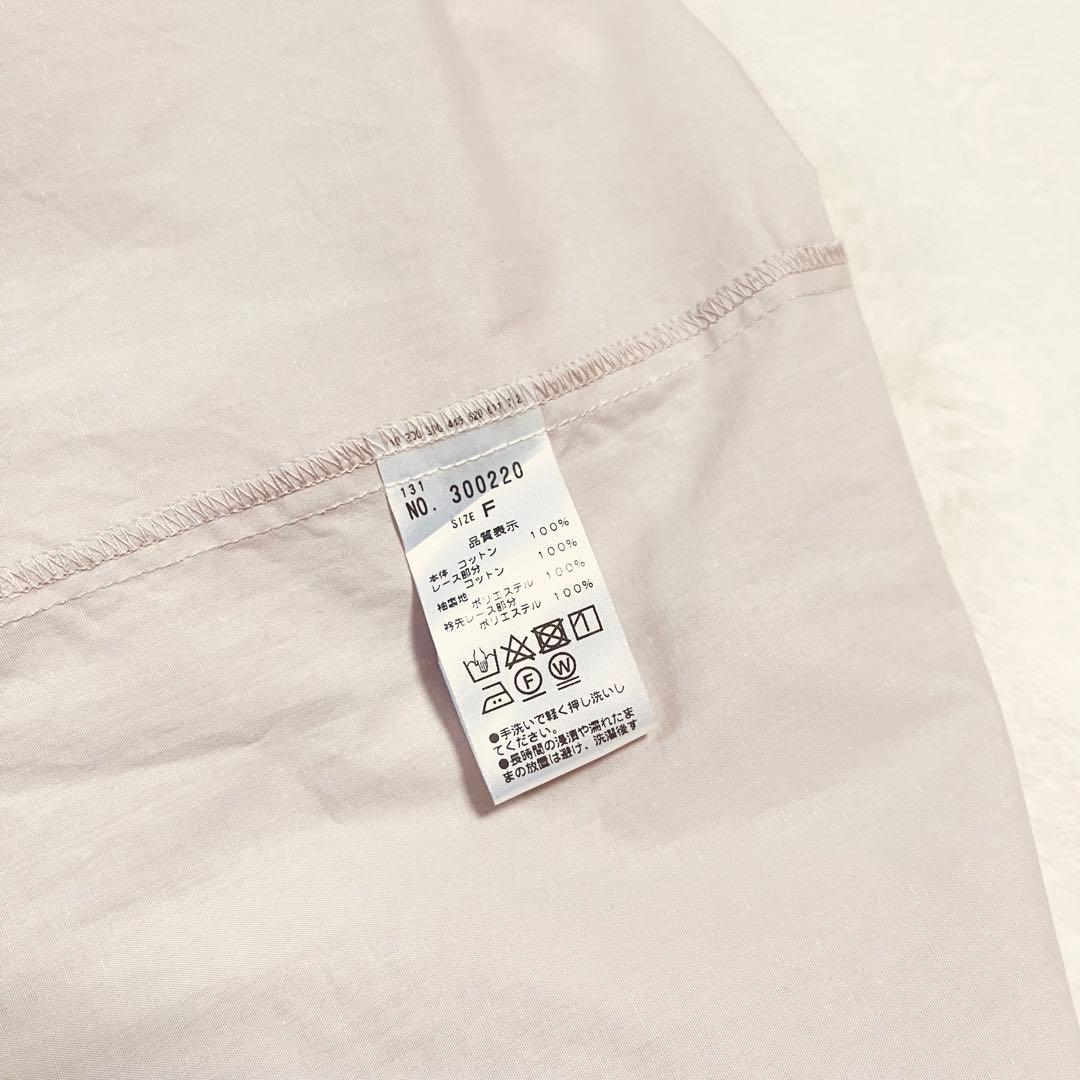 131
NO. 300220
SIZE F
品質表示
本体 コットン 100%
レース部分
コットン 100%
袖裏地 ポリエステル 100%
衿先レース部分
ポリエステル 100%
F W
●手洗いで軽く押し洗いし
てください。
●長時間の浸漬や濡れたま
まの放置は避け、洗濯後す